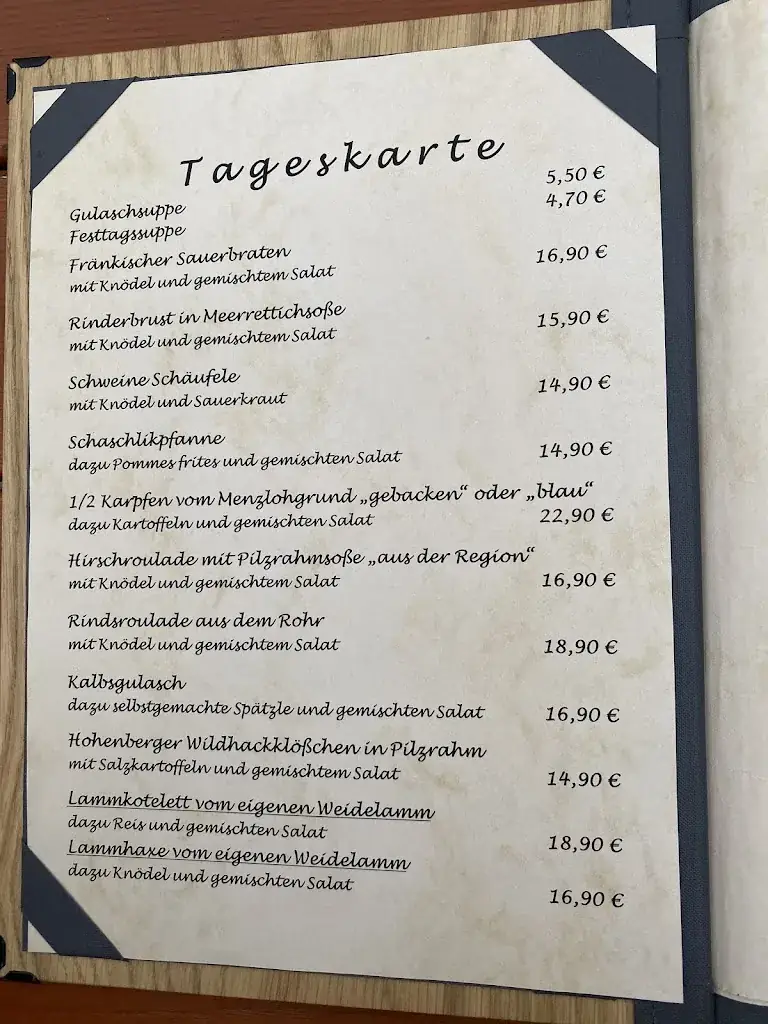 Tageskarte
Gulaschsuppe 5,50 €
Festtagssuppe 4,70 €
Fränkischer Sauerbraten
mit Knödel und gemischtem Salat 16,90 €
Rinderbrust in Meerrettichsoße
mit Knödel und gemischtem Salat 15,90 €
Schweine Schäufele
mit Knödel und Sauerkraut 14,90 €
Schaschlikpfanne
dazu Pommes frites und gemischten Salat 14,90 €
1/2 Karpfen vom Menzlohgrund „gebacken“ oder „blau“
dazu Kartoffeln und gemischten Salat 22,90 €
Hirschroulade mit Pilzrahmsoße „aus der Region“
mit Knödel und gemischtem Salat 16,90 €
Rindsroulade aus dem Rohr
mit Knödel und gemischtem Salat 18,90 €
Kalbsgulasch
dazu selbstgemachte Spätzle und gemischten Salat 16,90 €
Hohenberger Wildhackklößchen in Pilzrahm
mit Salzkartoffeln und gemischtem Salat 14,90 €
Lammkotelett vom eigenen Weidelamm
dazu Reis und gemischten Salat 18,90 €
Lammhaxe vom eigenen Weidelamm
dazu Knödel und gemischten Salat 16,90 €